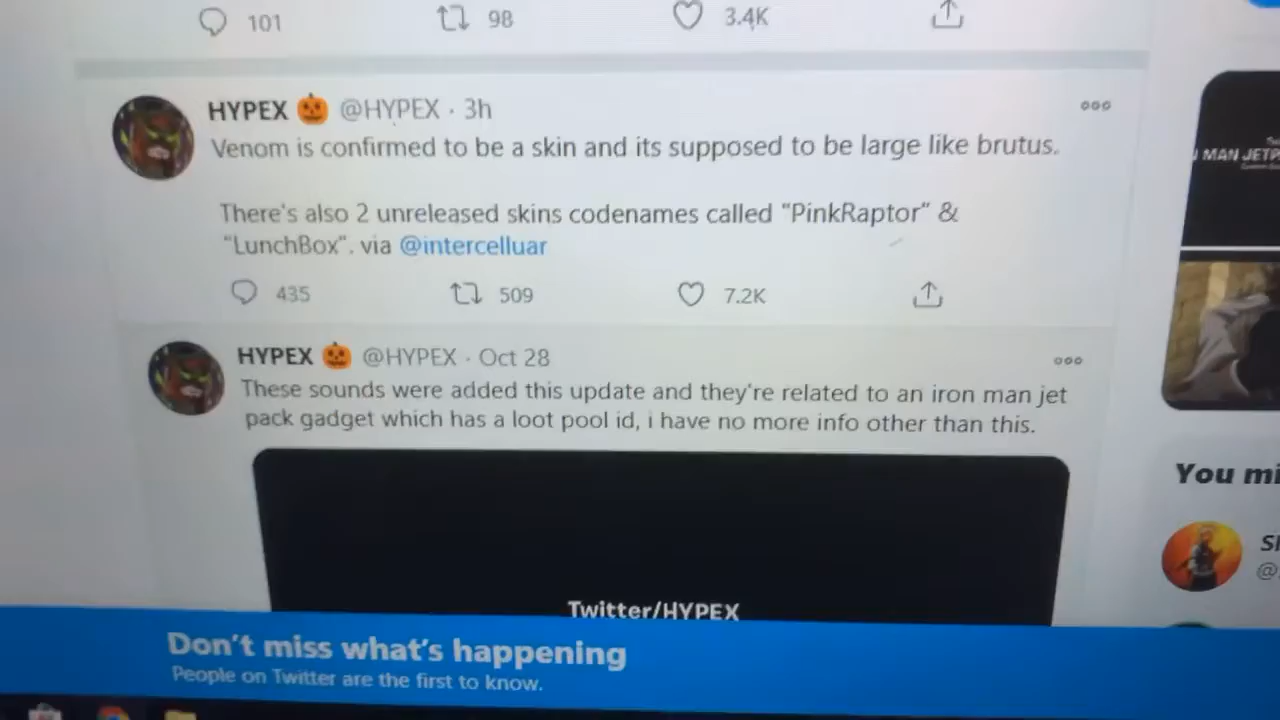 101 98 3.4K
HYPEX 🎃 @HYPEX · 3h
Venom is confirmed to be a skin and its supposed to be large like brutus.
There's also 2 unreleased skins codenames called "PinkRaptor" &
"LunchBox". via @intercelluar
435 509 7.2K
HYPEX 🎃 @HYPEX · Oct 28
These sounds were added this update and they're related to an iron man jet
pack gadget which has a loot pool id, i have no more info other than this.
Twitter/HYPEX
MAN JETP
You mi
@
Don't miss what's happening
People on Twitter are the first to know.